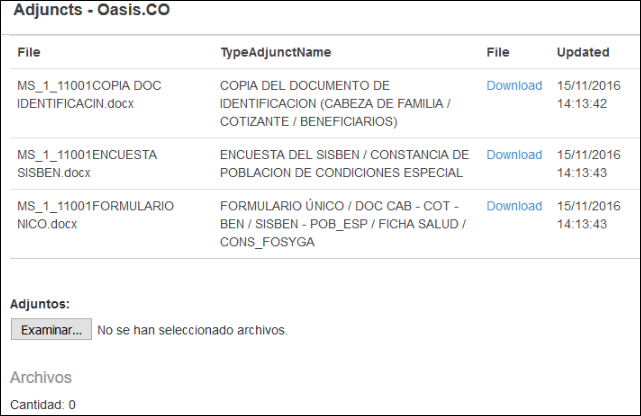 Adjuncts - Oasis.CO
File TypeAdjunctName File Updated
MS_1_11001COPIA DOC COPIA DEL DOCUMENTO DE Download 15/11/2016
IDENTIFICACIN.docx IDENTIFICACION (CABEZA DE FAMILIA / 14:13:42
COTIZANTE / BENEFICIARIOS)
MS_1_11001ENCUESTA ENCUESTA DEL SISBEN / CONSTANCIA DE Download 15/11/2016
SISBEN.docx POBLACION DE CONDICIONES ESPECIAL 14:13:43
MS_1_11001FORMULARIO FORMULARIO ÚNICO / DOC CAB - COT - Download 15/11/2016
NICO.docx BEN / SISBEN - POB_ESP / FICHA SALUD / 14:13:43
CONS_FOSYGA
Adjuntos:
Examinar... No se han seleccionado archivos.
Archivos
Cantidad: 0